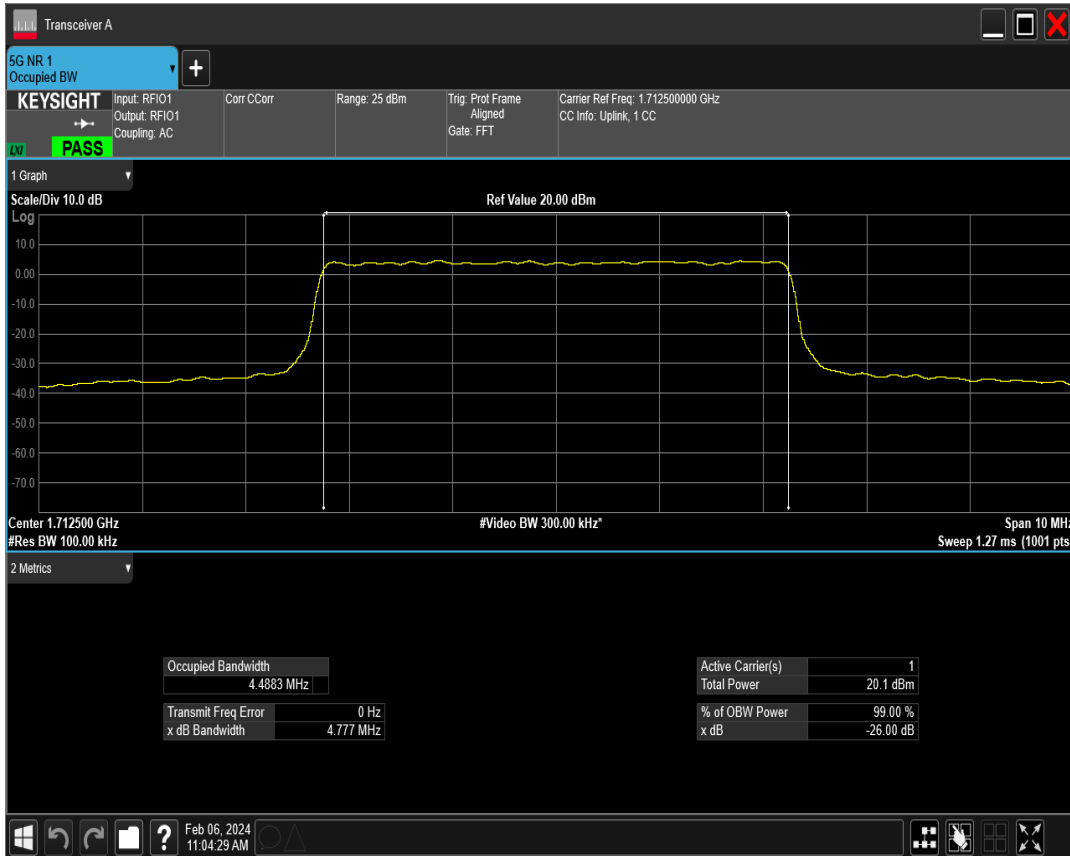 Transceiver A
5G NR 1
Occupied BW
+
KEYSIGHT
LXI
PASS
Input: RFIO1
Output: RFIO1
Coupling: AC
Corr CCorr
Range: 25 dBm
Trig: Prot Frame
Aligned
Gate: FFT
Carrier Ref Freq: 1.712500000 GHz
CC Info: Uplink, 1 CC
1 Graph
Scale/Div 10.0 dB
Ref Value 20.00 dBm
Log
10.0
0.00
-10.0
-20.0
-30.0
-40.0
-50.0
-60.0
-70.0
Center 1.712500 GHz
#Video BW 300.00 kHz*
Span 10 MHz
#Res BW 100.00 kHz
Sweep 1.27 ms (1001 pts
2 Metrics
Occupied Bandwidth
4.4883 MHz
Transmit Freq Error 0 Hz
x dB Bandwidth 4.777 MHz
Active Carrier(s) 1
Total Power 20.1 dBm
% of OBW Power 99.00 %
x dB -26.00 dB
?
Feb 06, 2024
11:04:29 AM